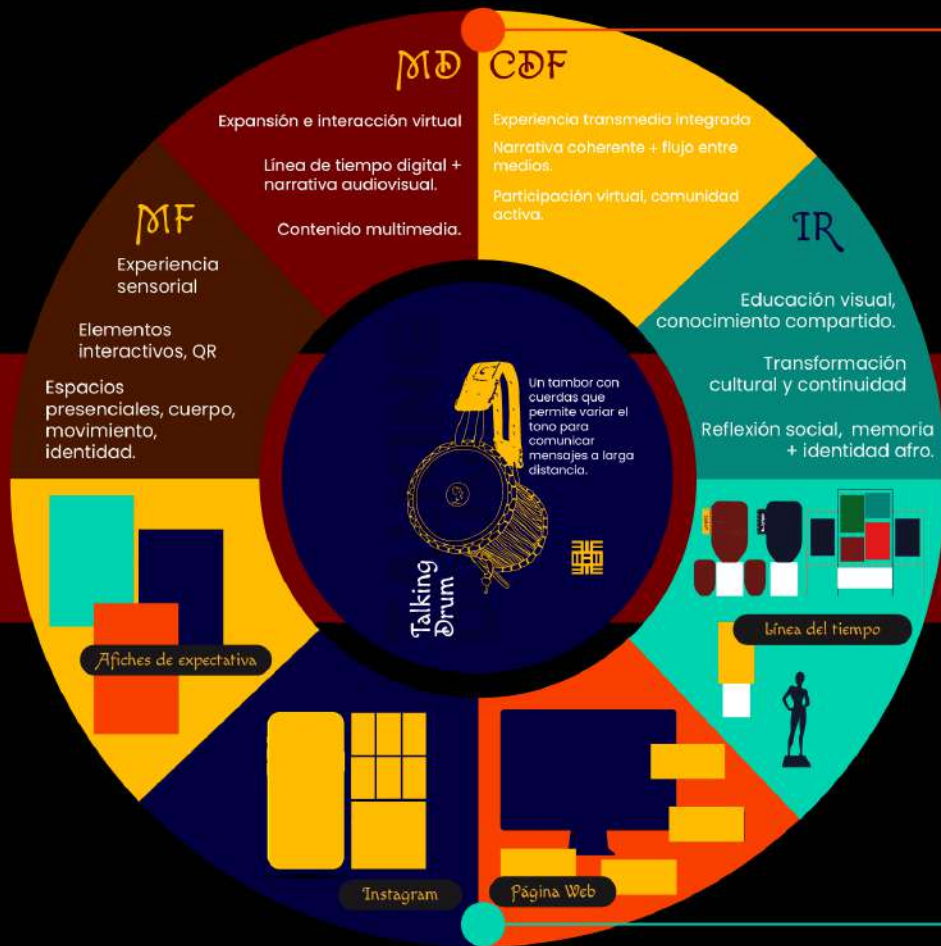 MD
Expansión e interacción virtual
Línea de tiempo digital +
narrativa audiovisual.
Contenido multimedia.
CDF
Experiencia transmedia integrada
Narrativa coherente + flujo entre
medios.
Participación virtual, comunidad
activa.
MF
Experiencia
sensorial
Elementos
interactivos, QR
Espacios
presenciales, cuerpo,
movimiento,
identidad.
IR
Educación visual,
conocimiento compartido.
Transformación
cultural y continuidad
Reflexión social, memoria
+ identidad afro.
Un tambor con
cuerdas que
permite variar el
tono para
comunicar
mensajes a larga
distancia.
Talking
Drum
Afiches de expectativa
Línea del tiempo
Instagram
Página Web